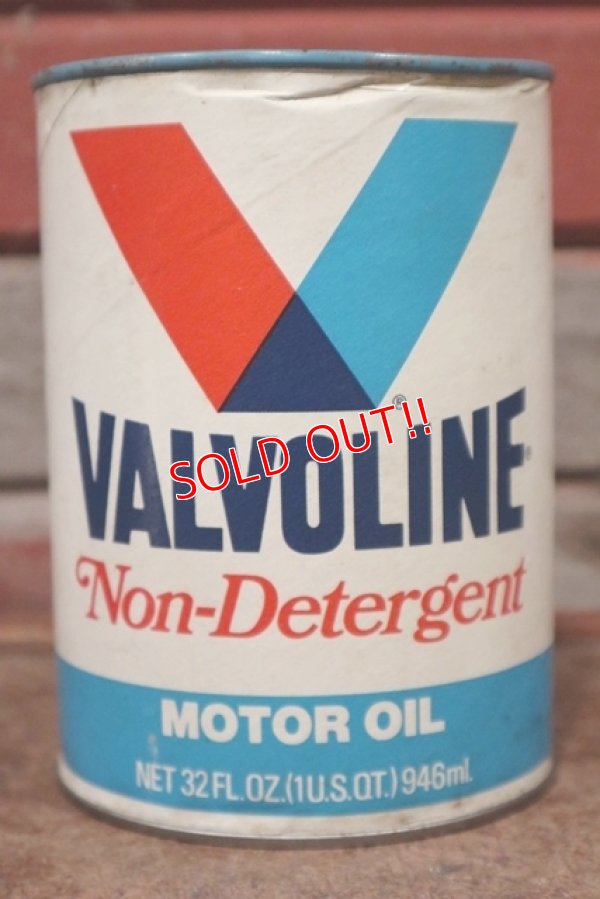 VALVOLINE®
SOLD OUT!!
Non-Detergent
MOTOR OIL
NET 32 FL.OZ.(1 U.S.QT.) 946ml.